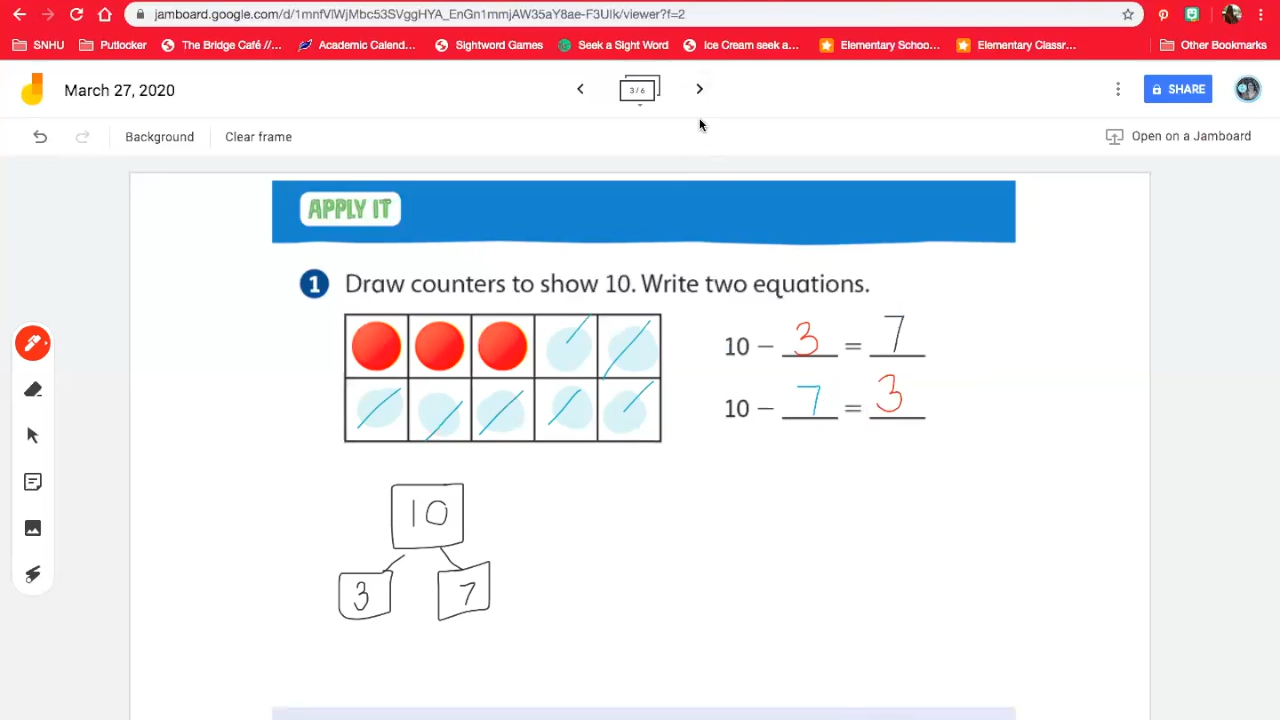 jamboard.google.com/d/1mnfViWjMbc53SVggHYA_EnGn1mmjAW35aY8ae-F3UIk/viewer?f=2
SNHU Putlocker The Bridge Café //... Academic Calend... Sightword Games Seek a Sight Word Ice Cream seek a... Elementary Schoo... Elementary Classr... Other Bookmarks
March 27, 2020 3 / 6 SHARE
Background Clear frame Open on a Jamboard
APPLY IT
1 Draw counters to show 10. Write two equations.
10 − 3 = 7
10 − 7 = 3
10
3 7